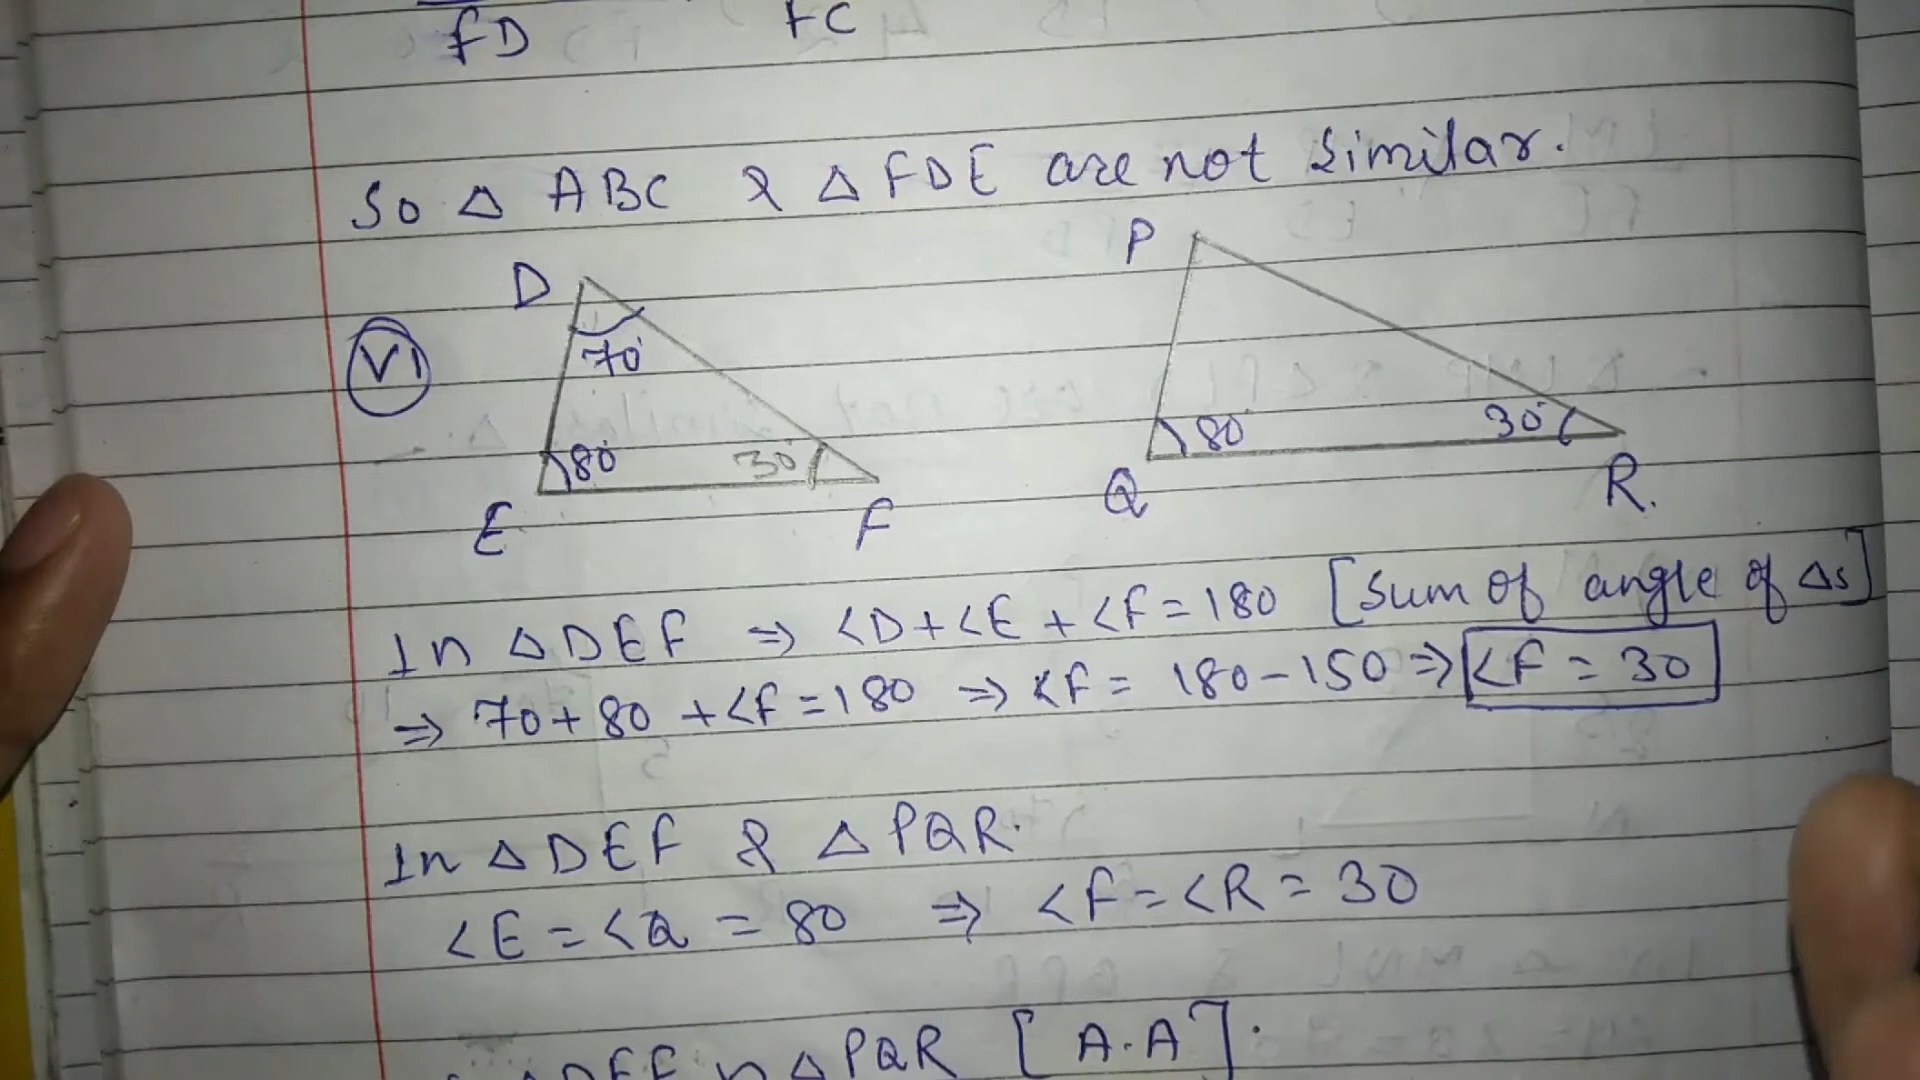 FD FC
So △ ABC & △ FDE are not similar.
D P
VI
70°
80° 30° 80° 30°
E F Q R.
In △DEF ⇒ <D+<E+<F=180 [Sum of angle of △s]
⇒ 70+80+<F=180 ⇒ <F= 180-150 ⇒ <F = 30
In △DEF & △PQR.
<E = <Q = 80 ⇒ <F = <R = 30
△DEF ~ △PQR [A.A].